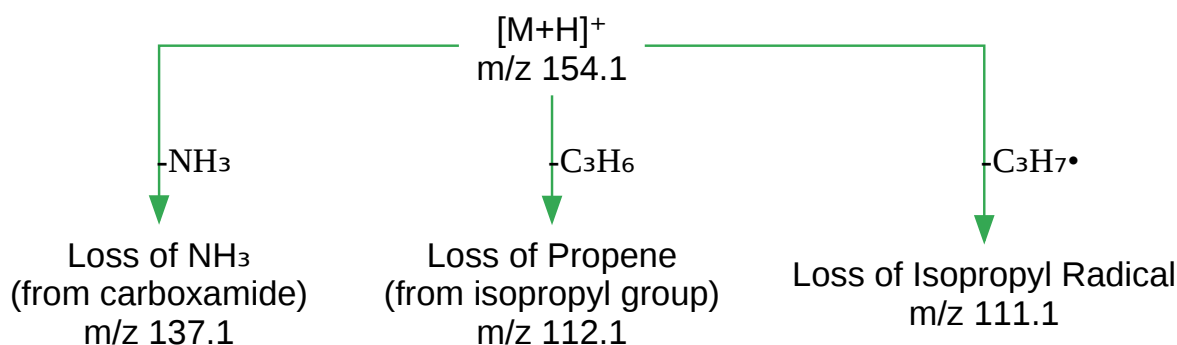 [M+H]⁺
m/z 154.1
-NH₃
-C₃H₆
-C₃H₇•
Loss of NH₃
(from carboxamide)
m/z 137.1
Loss of Propene
(from isopropyl group)
m/z 112.1
Loss of Isopropyl Radical
m/z 111.1